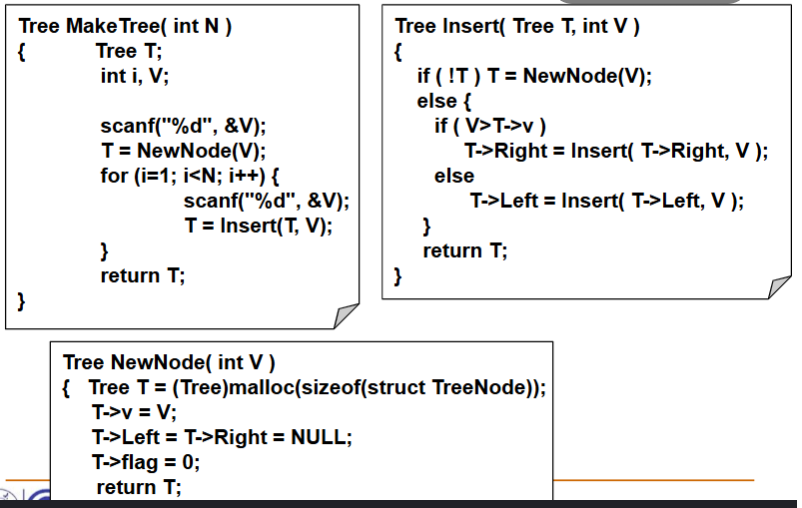 Tree MakeTree( int N )
{ Tree T;
int i, V;
scanf("%d", &V);
T = NewNode(V);
for (i=1; i<N; i++) {
scanf("%d", &V);
T = Insert(T, V);
}
return T;
}
Tree Insert( Tree T, int V )
{
if ( !T ) T = NewNode(V);
else {
if ( V>T->v )
T->Right = Insert( T->Right, V );
else
T->Left = Insert( T->Left, V );
}
return T;
}
Tree NewNode( int V )
{ Tree T = (Tree)malloc(sizeof(struct TreeNode));
T->v = V;
T->Left = T->Right = NULL;
T->flag = 0;
return T;